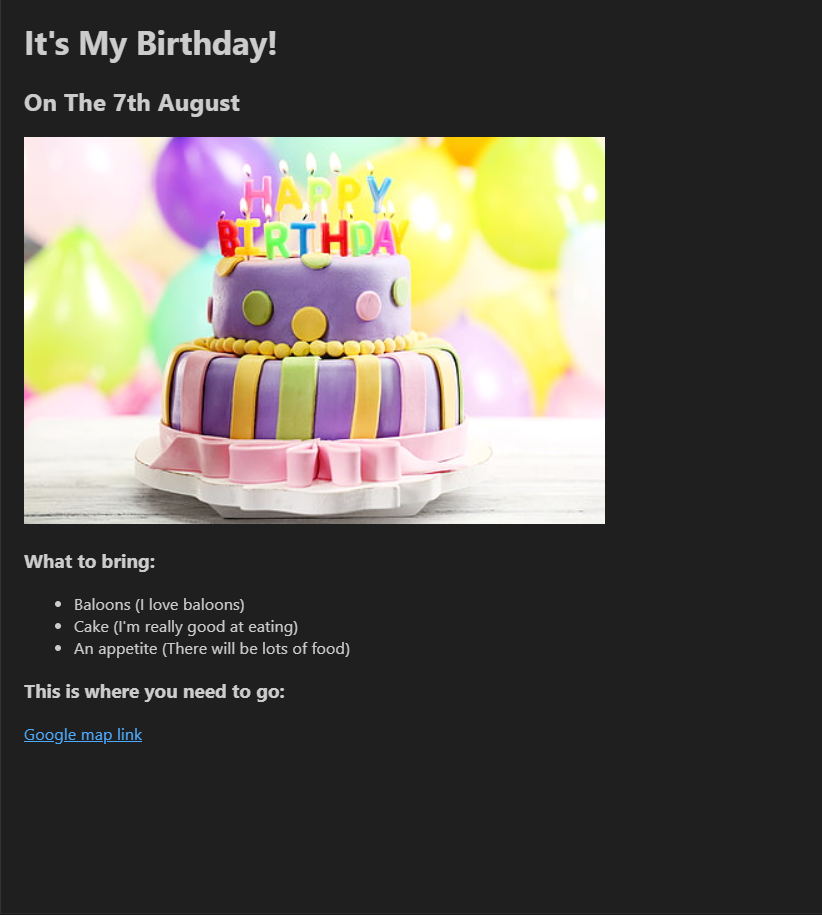 It's My Birthday!
On The 7th August
HAPPY
BIRTHDAY
What to bring:
• Baloons (I love baloons)
• Cake (I'm really good at eating)
• An appetite (There will be lots of food)
This is where you need to go:
Google map link